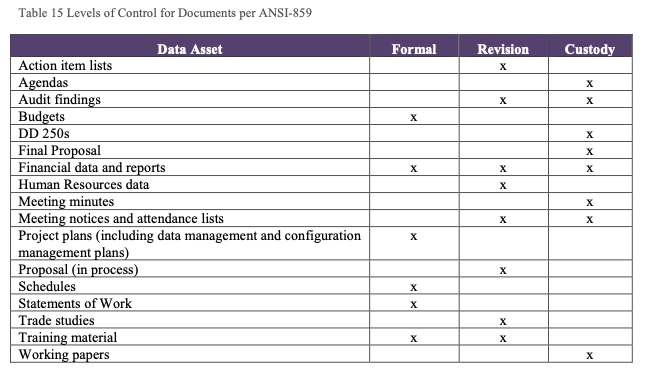 Table 15 Levels of Control for Documents per ANSI-859
Data Asset Formal Revision Custody
Action item lists x
Agendas x
Audit findings x x
Budgets x
DD 250s x
Final Proposal x
Financial data and reports x x x
Human Resources data x
Meeting minutes x
Meeting notices and attendance lists x x
Project plans (including data management and configuration x
management plans)
Proposal (in process) x
Schedules x
Statements of Work x
Trade studies x
Training material x x
Working papers x